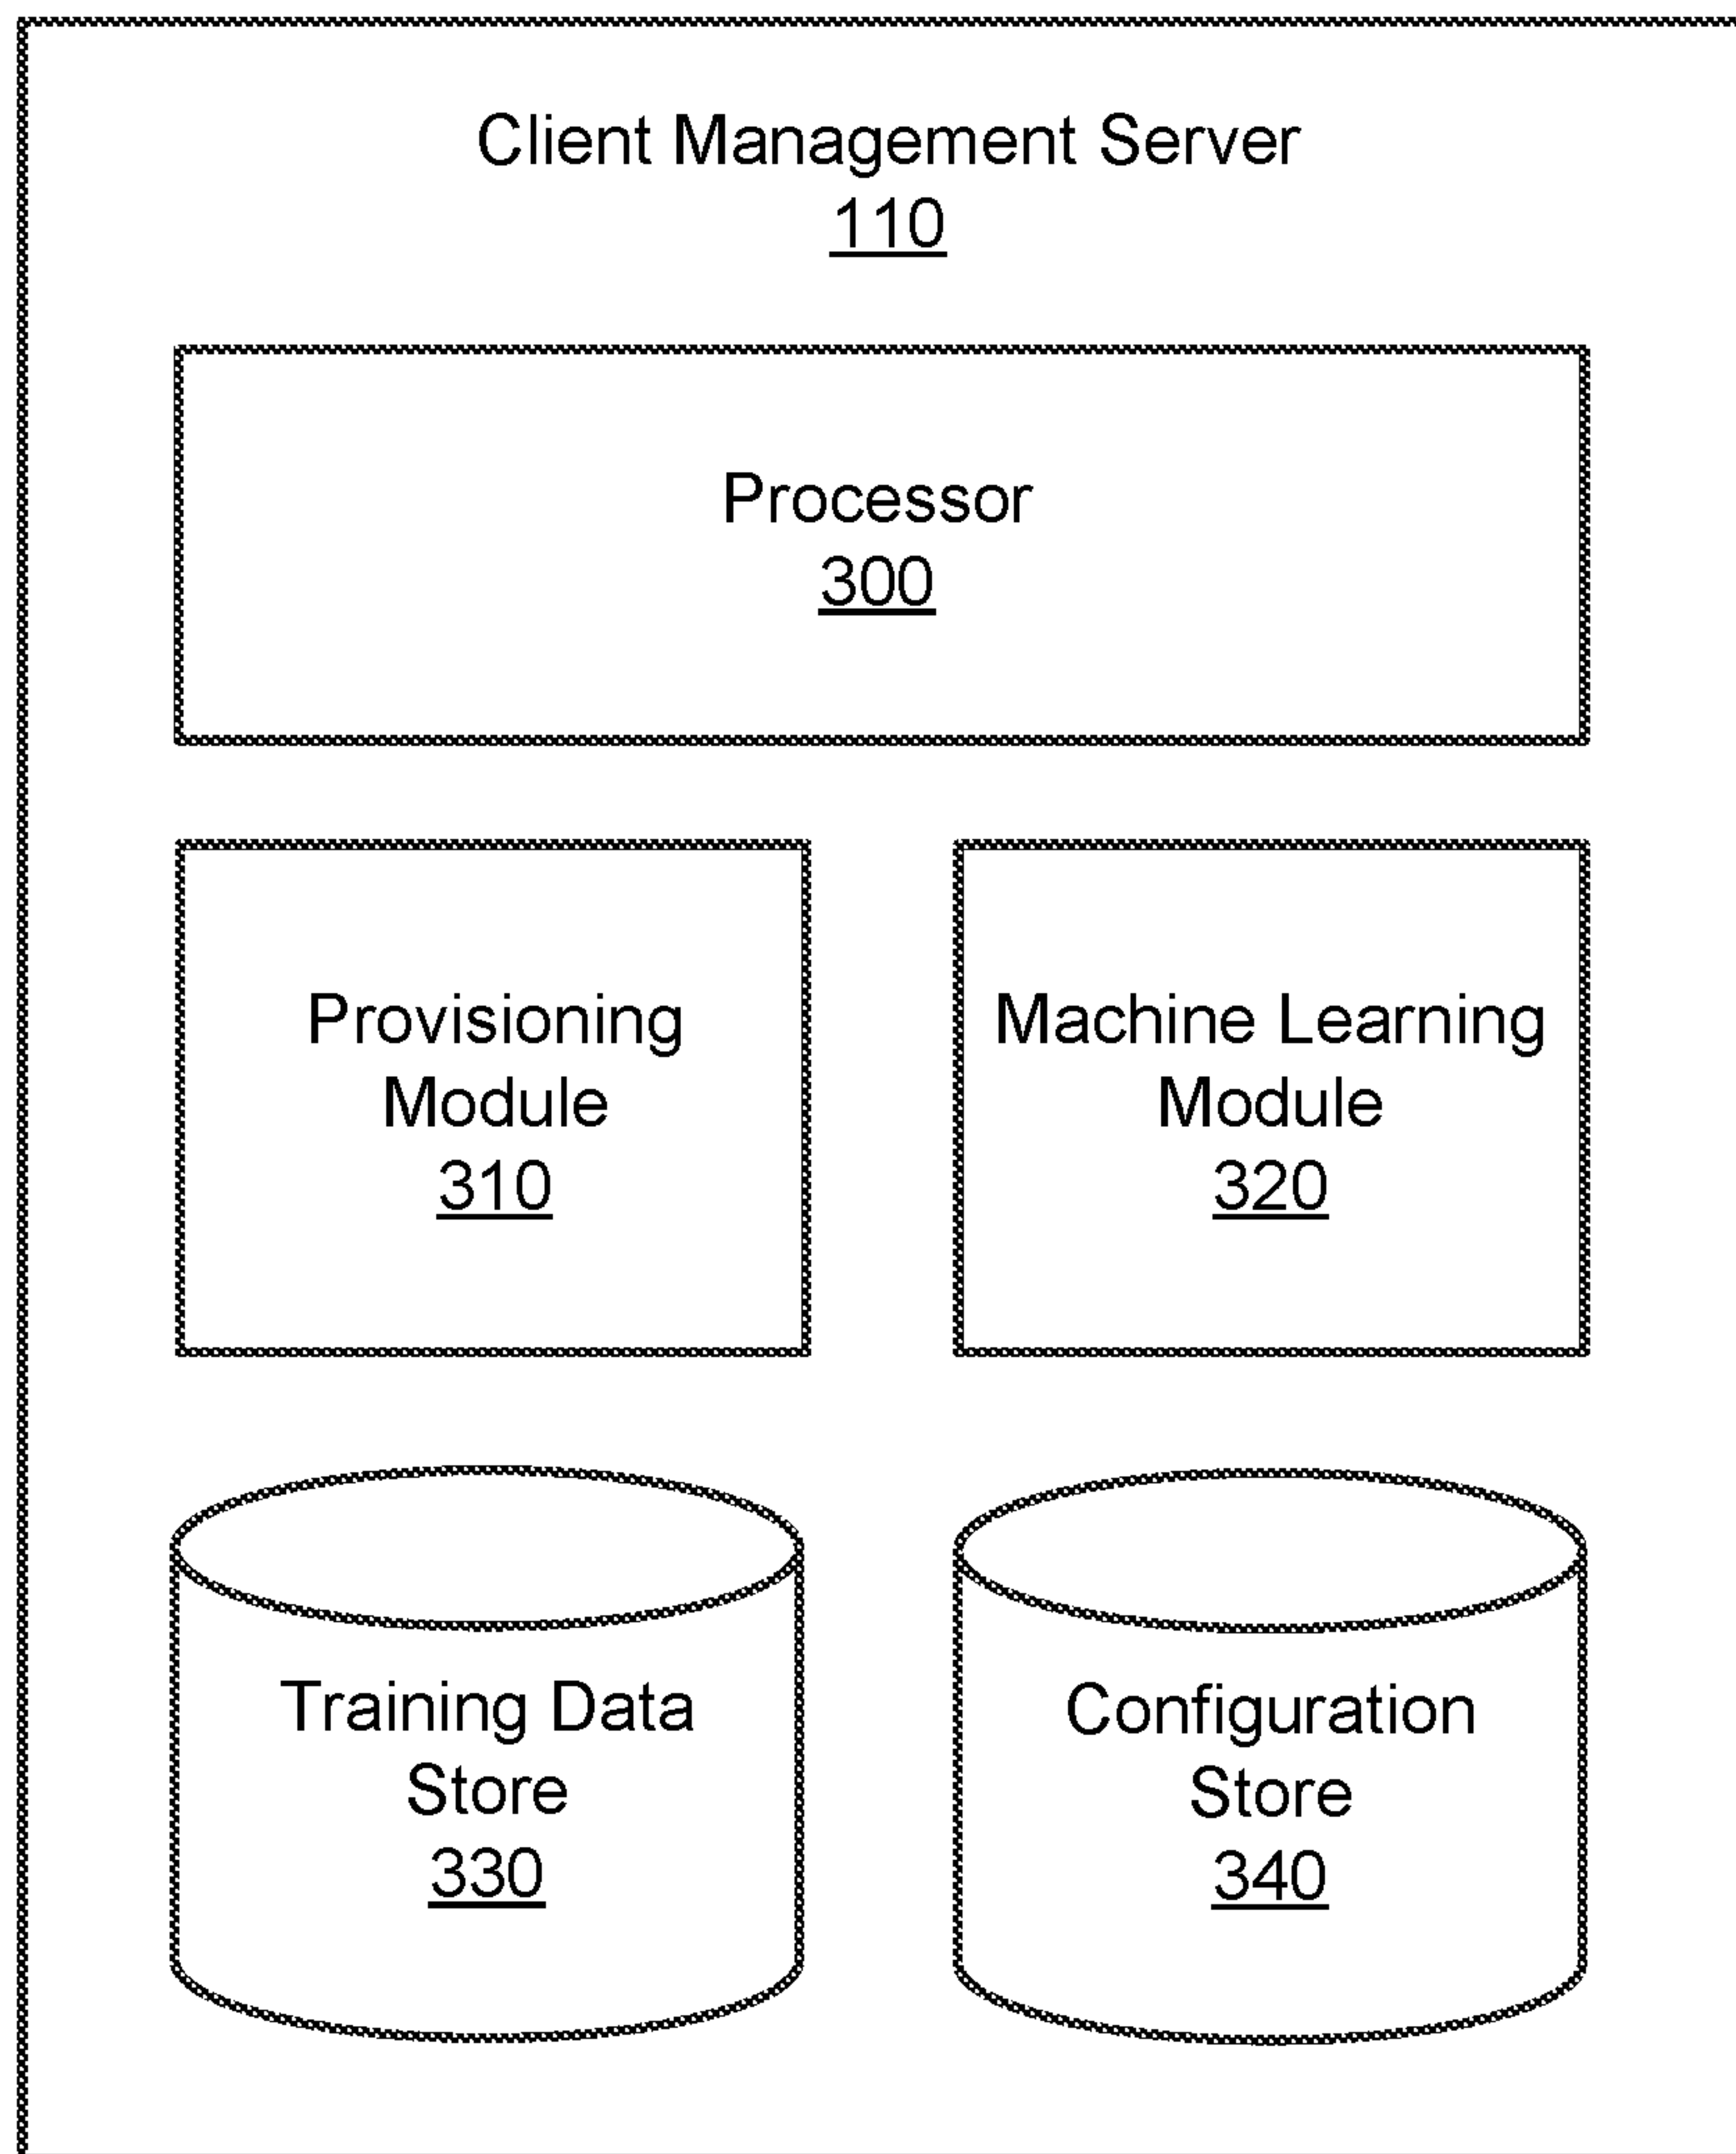 Client Management Server
110
Processor
300
Provisioning
Module
310
Machine Learning
Module
320
Training Data
Store
330
Configuration
Store
340